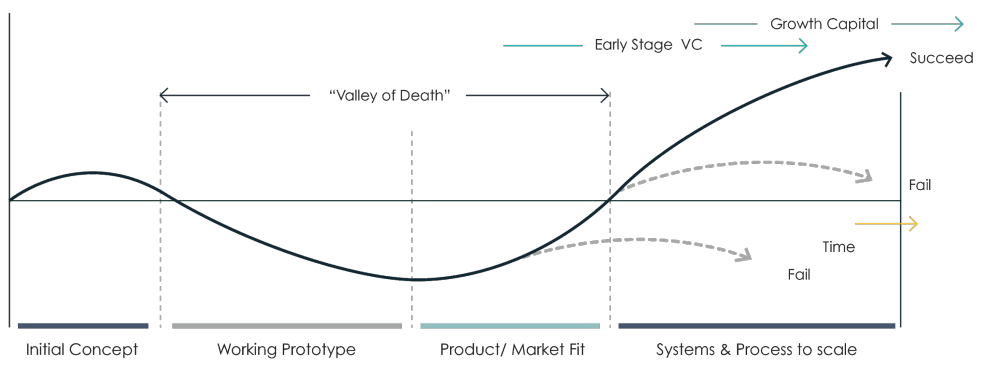 Growth Capital
Early Stage VC
Succeed
“Valley of Death”
Fail
Time
Fail
Initial Concept
Working Prototype
Product/ Market Fit
Systems & Process to scale